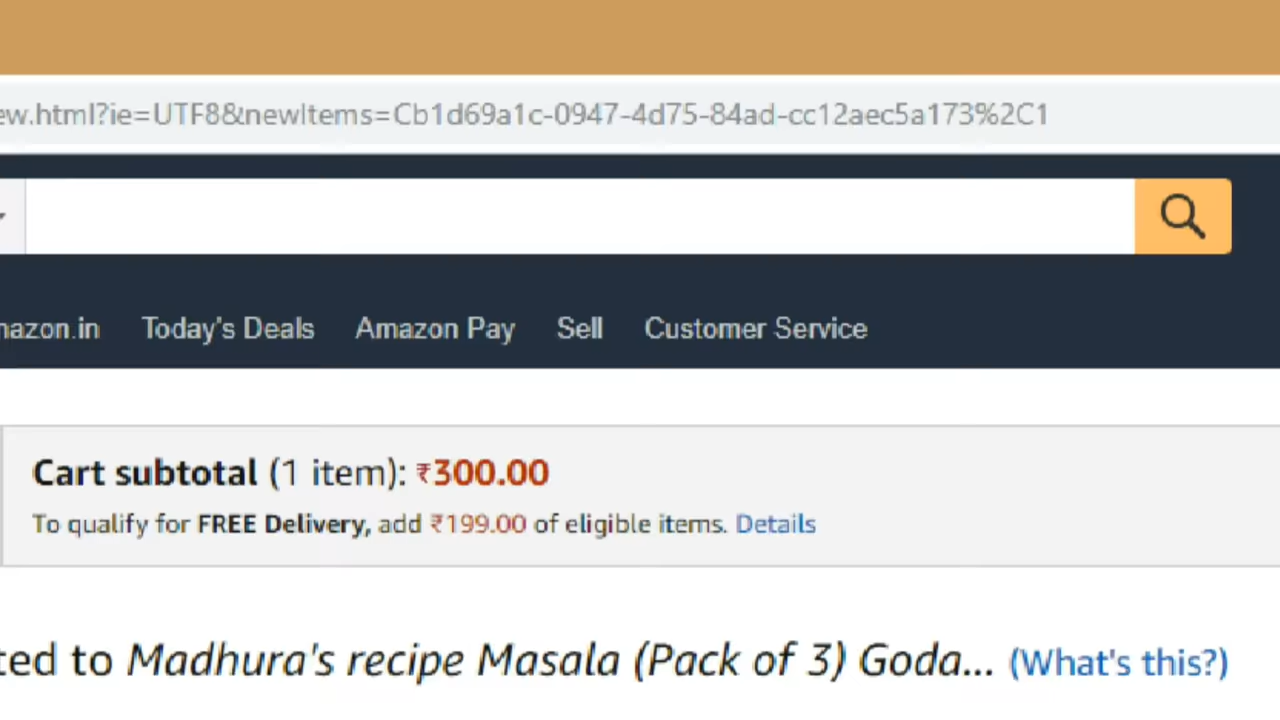 ew.html?ie=UTF8&newItems=Cb1d69a1c-0947-4d75-84ad-cc12aec5a173%2C1
mazon.in Today's Deals Amazon Pay Sell Customer Service
Cart subtotal (1 item): ₹300.00
To qualify for FREE Delivery, add ₹199.00 of eligible items. Details
ted to Madhura's recipe Masala (Pack of 3) Goda... (What's this?)